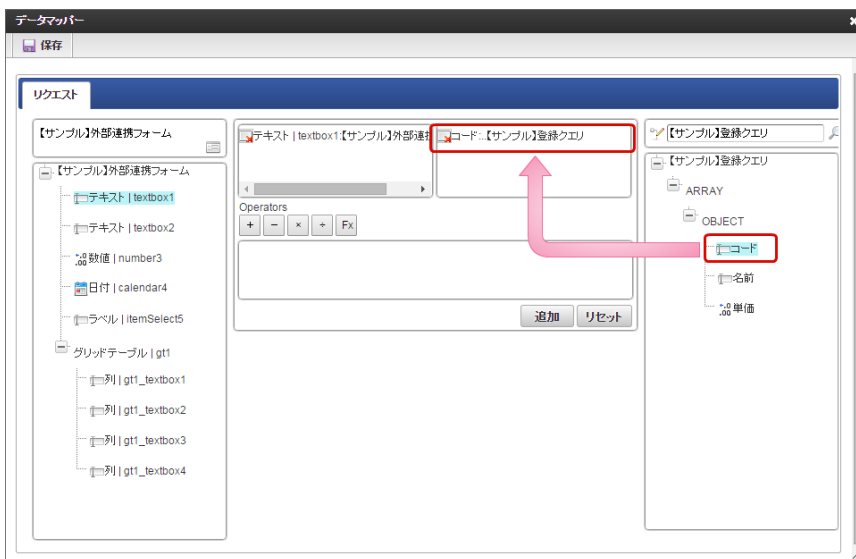 データマッパー
保存
リクエスト
【サンプル】外部連携フォーム
【サンプル】外部連携フォーム
テキスト | textbox1
テキスト | textbox2
数値 | number3
日付 | calendar4
ラベル | itemSelect5
グリッドテーブル | gt1
列 | gt1_textbox1
列 | gt1_textbox2
列 | gt1_textbox3
列 | gt1_textbox4
テキスト | textbox1:【サンプル】外部連携
コード:..【サンプル】登録クエリ
Operators
+ − × ÷ Fx
追加 リセット
【サンプル】登録クエリ
【サンプル】登録クエリ
ARRAY
OBJECT
コード
名前
単価